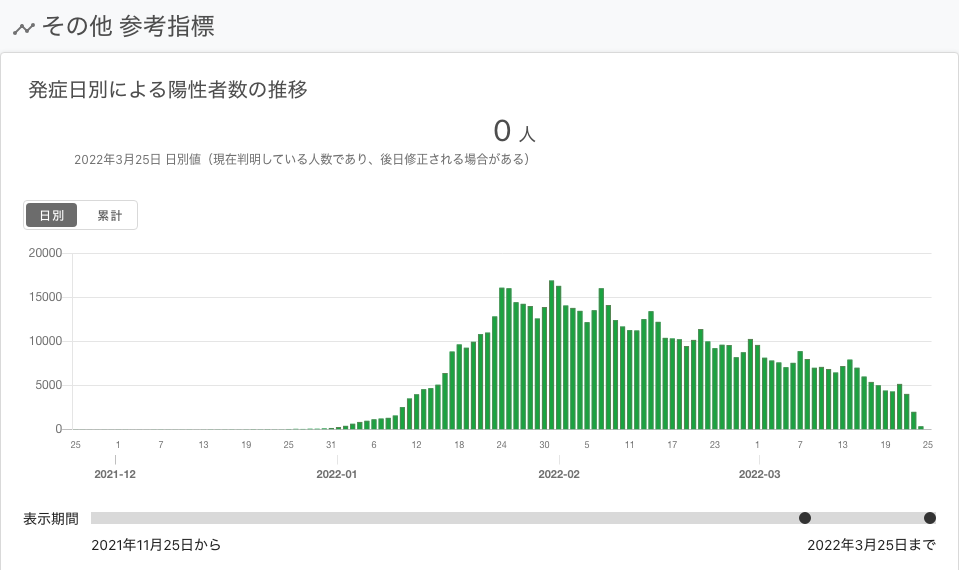 その他 参考指標
発症日別による陽性者数の推移
0 人
2022年3月25日 日別値（現在判明している人数であり、後日修正される場合がある）
日別 累計
20000
15000
10000
5000
0
25 1 7 13 19 25 31 6 12 18 24 30 5 11 17 23 1 7 13 19 25
2021-12 2022-01 2022-02 2022-03
表示期間
2021年11月25日から 2022年3月25日まで